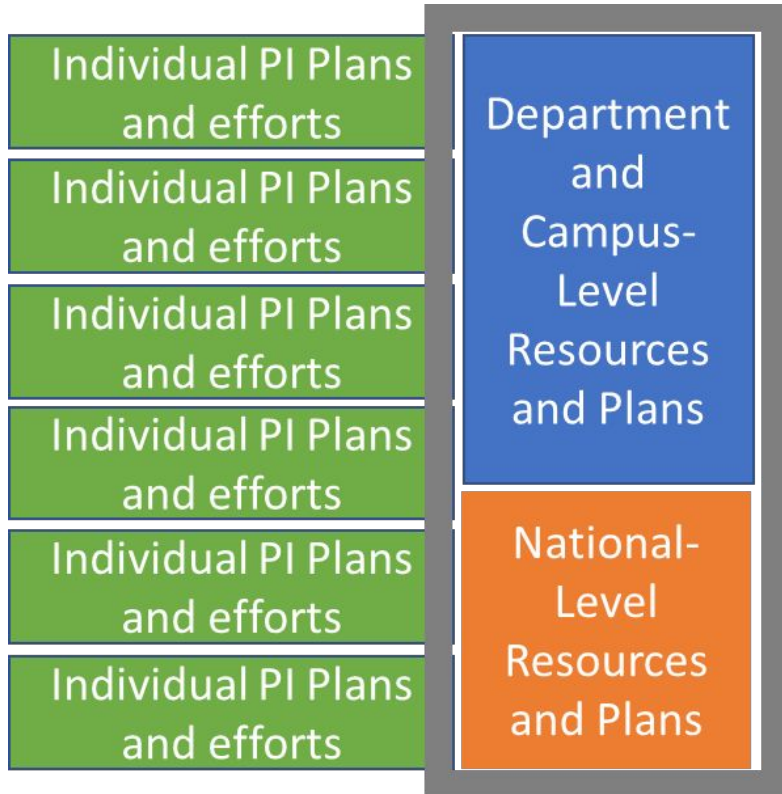 Individual PI Plans
and efforts
Individual PI Plans
and efforts
Individual PI Plans
and efforts
Individual PI Plans
and efforts
Individual PI Plans
and efforts
Individual PI Plans
and efforts
Department
and
Campus-
Level
Resources
and Plans
National-
Level
Resources
and Plans